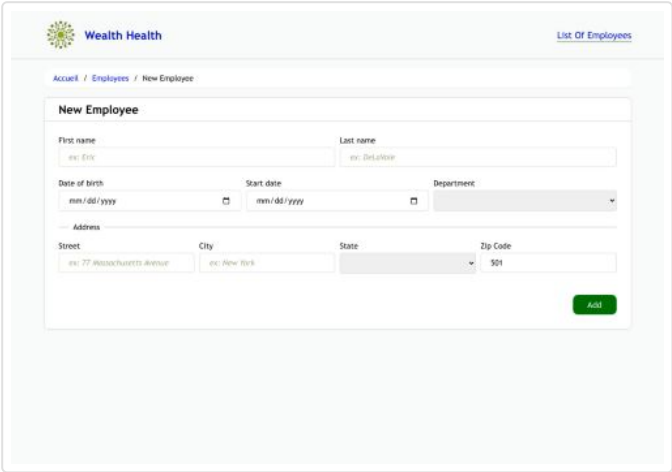 Wealth Health
List Of Employees
Accueil / Employees / New Employee
New Employee
First name
Last name
ex: Eric
ex: DeLaVoie
Date of birth
Start date
Department
mm/dd/yyyy
mm/dd/yyyy
Address
Street
City
State
Zip Code
ex: 77 Massachusetts Avenue
ex: New York
501
Add